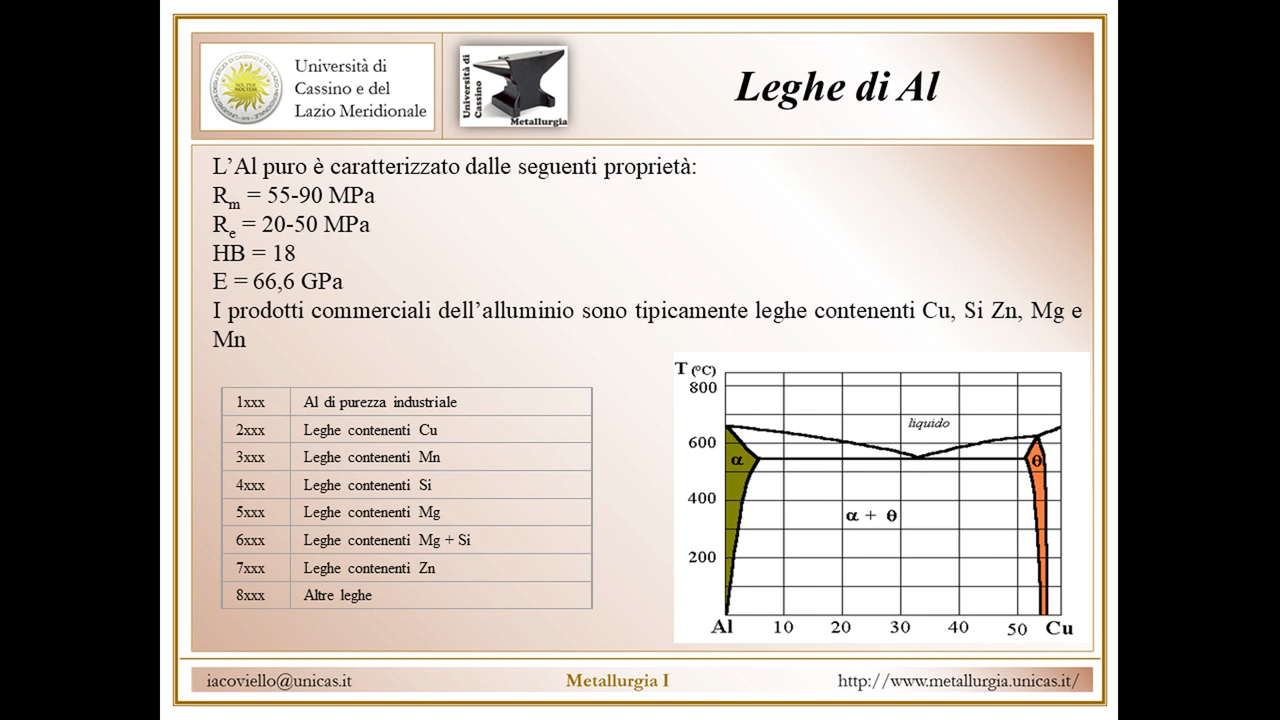 Università di
Cassino e del
Lazio Meridionale
Università di
Cassino
Metallurgia
Leghe di Al
L'Al puro è caratterizzato dalle seguenti proprietà:
Rm = 55-90 MPa
Re = 20-50 MPa
HB = 18
E = 66,6 GPa
I prodotti commerciali dell'alluminio sono tipicamente leghe contenenti Cu, Si Zn, Mg e
Mn
1xxx Al di purezza industriale
2xxx Leghe contenenti Cu
3xxx Leghe contenenti Mn
4xxx Leghe contenenti Si
5xxx Leghe contenenti Mg
6xxx Leghe contenenti Mg + Si
7xxx Leghe contenenti Zn
8xxx Altre leghe
T (°C)
800
liquido
600
α
θ
400
α + θ
200
Al 10 20 30 40 50 Cu
iacoviello@unicas.it
Metallurgia I
http://www.metallurgia.unicas.it/